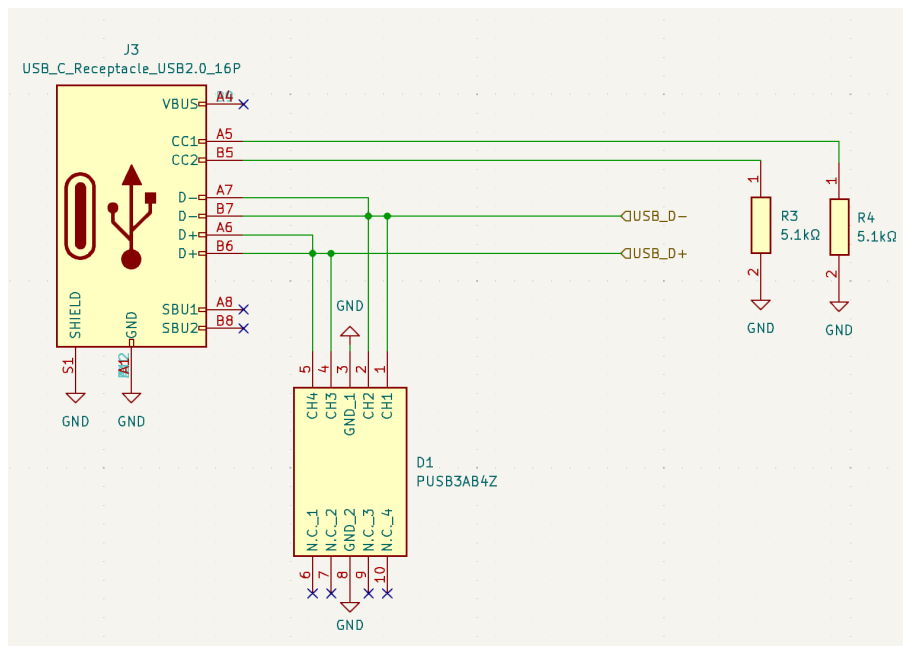 J3
USB_C_Receptacle_USB2.0_16P
VBUS
A4
CC1
A5
CC2
B5
D-
A7
D-
B7
D+
A6
D+
B6
SBU1
A8
SBU2
B8
SHIELD
GND
S1
A1
GND
GND
USB_D-
USB_D+
1
R3
5.1kΩ
2
GND
1
R4
5.1kΩ
2
GND
GND
5
4
3
2
1
CH4
CH3
GND_1
CH2
CH1
D1
PUSB3AB4Z
N.C._1
N.C._2
GND_2
N.C._3
N.C._4
6
7
8
9
10
GND